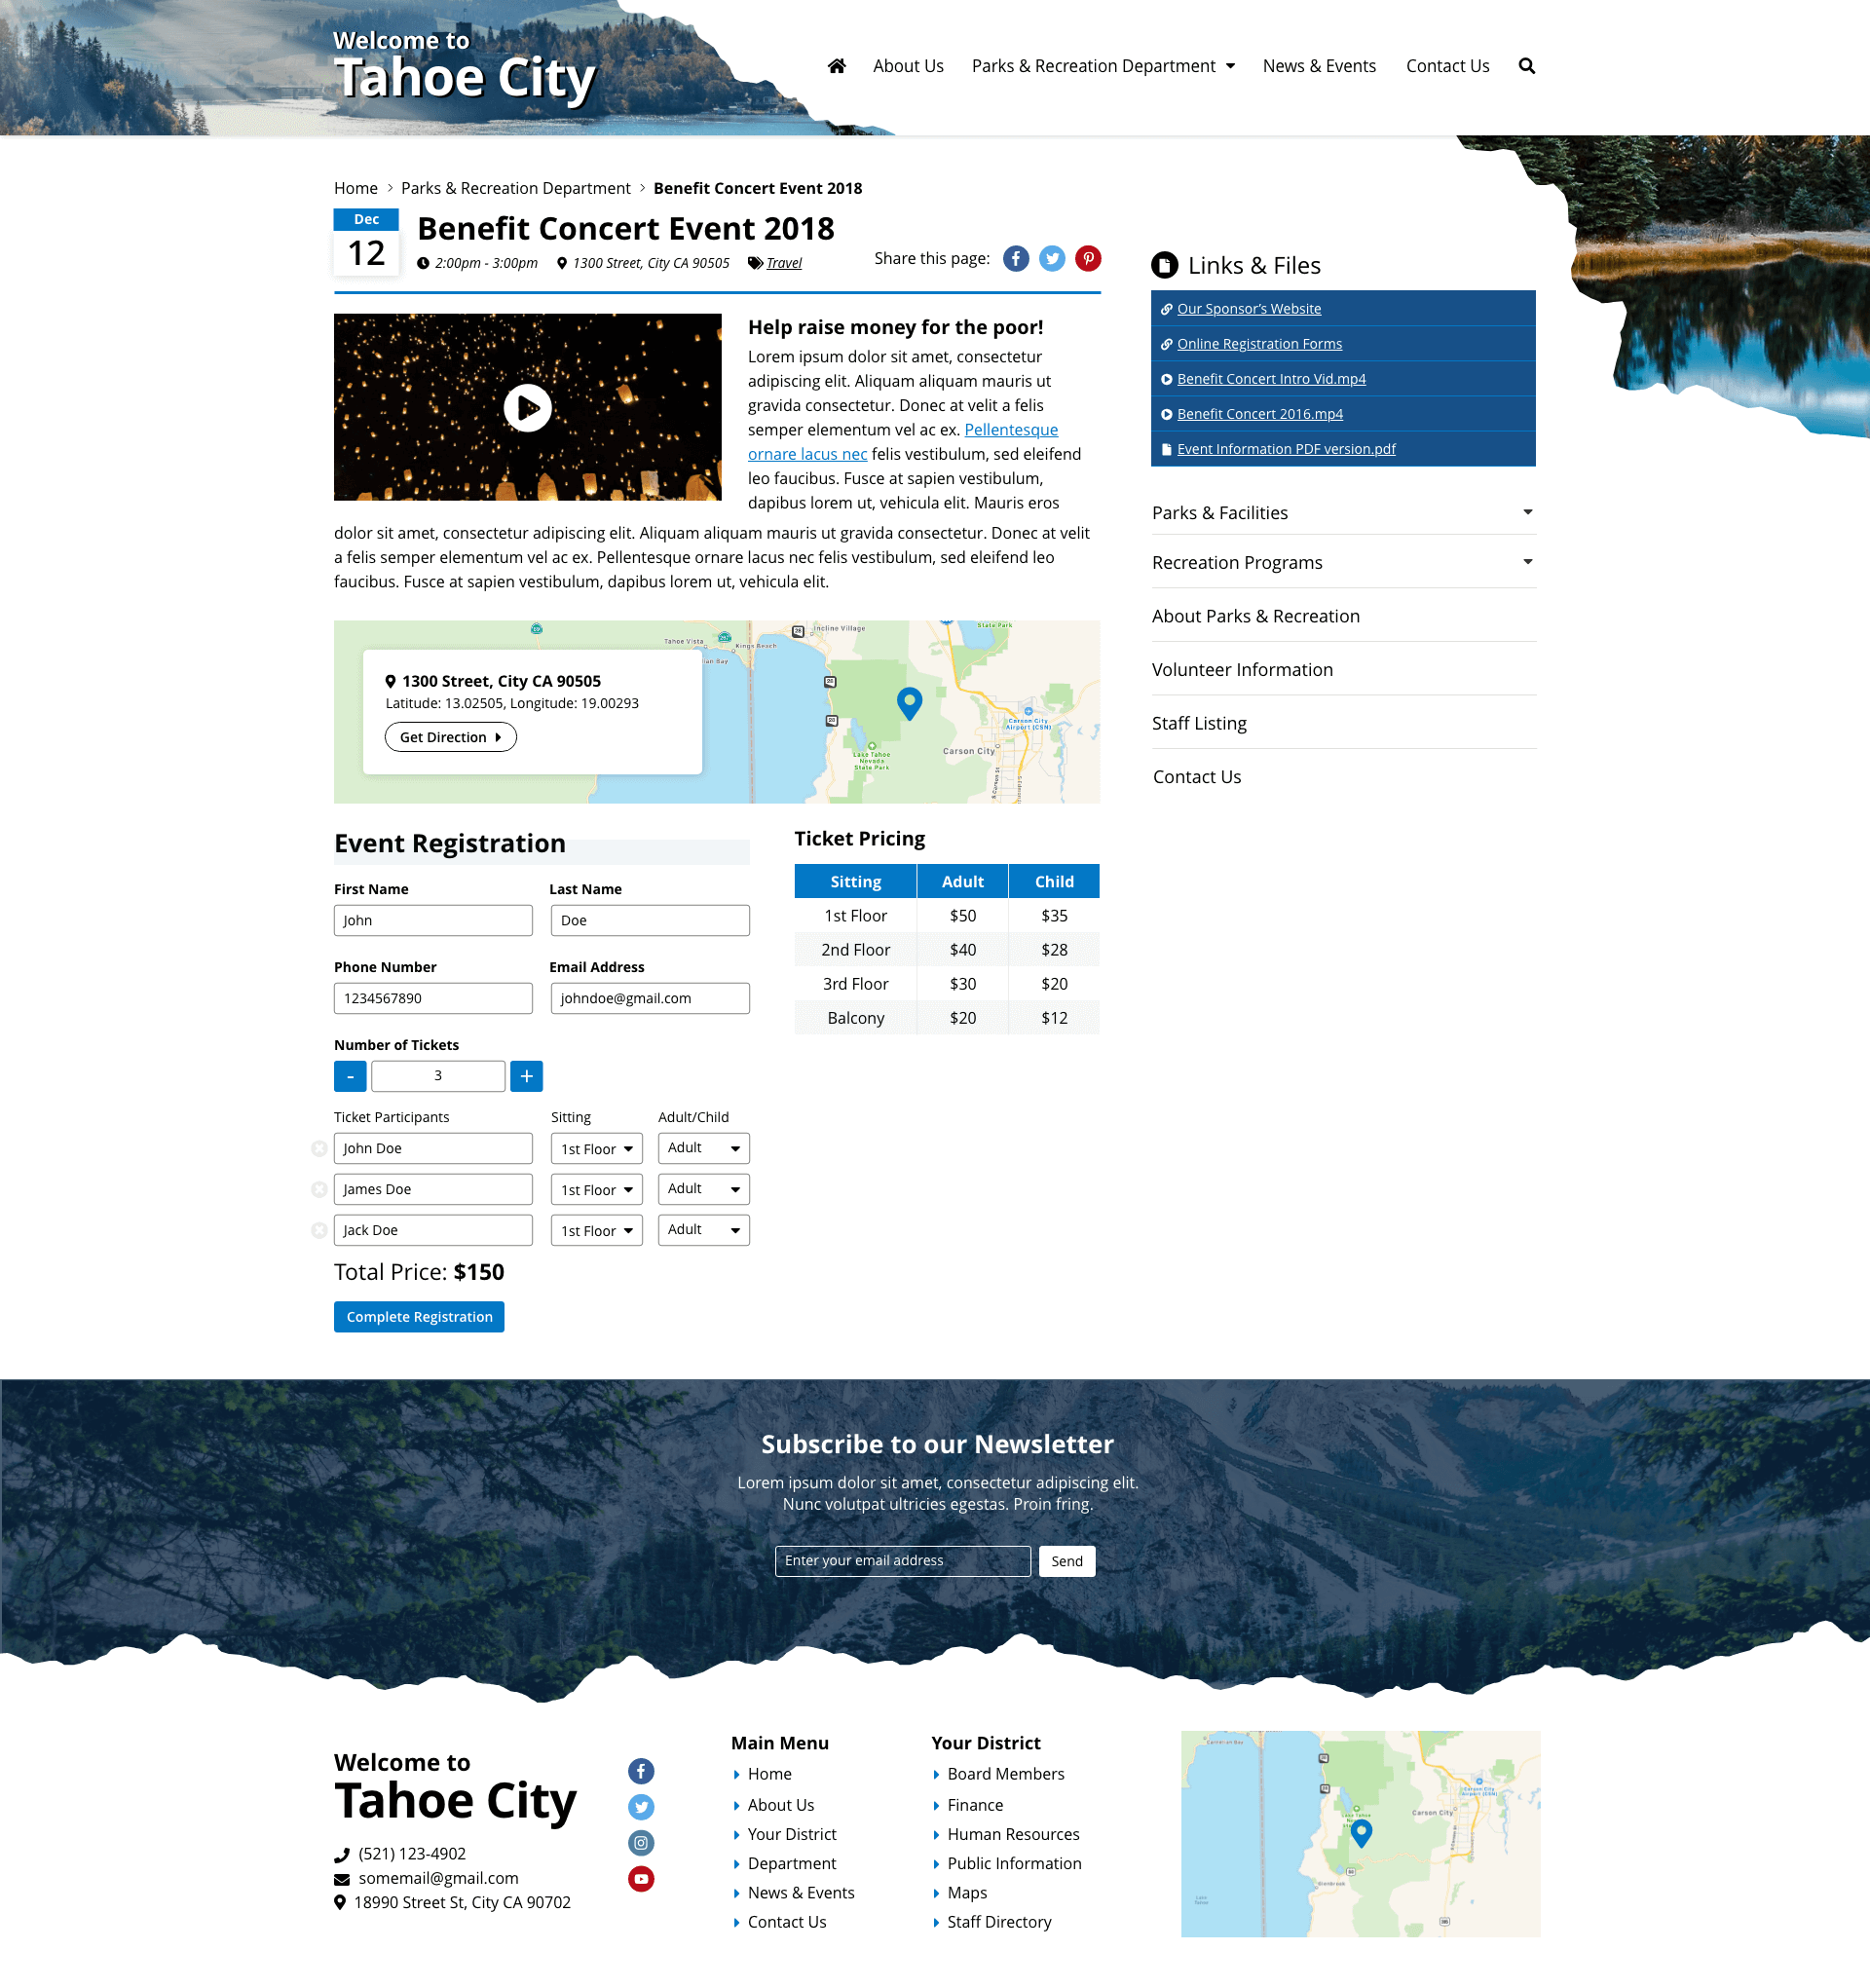 Welcome to
Tahoe City
About Us
Parks & Recreation Department
News & Events
Contact Us
Home > Parks & Recreation Department > Benefit Concert Event 2018
Dec
12
Benefit Concert Event 2018
2:00pm - 3:00pm
1300 Street, City CA 90505
Travel
Share this page:
Help raise money for the poor!
Lorem ipsum dolor sit amet, consectetur
adipiscing elit. Aliquam aliquam mauris ut
gravida consectetur. Donec at velit a felis
semper elementum vel ac ex. Pellentesque
ornare lacus nec felis vestibulum, sed eleifend
leo faucibus. Fusce at sapien vestibulum,
dapibus lorem ut, vehicula elit. Mauris eros
dolor sit amet, consectetur adipiscing elit. Aliquam aliquam mauris ut gravida consectetur. Donec at velit
a felis semper elementum vel ac ex. Pellentesque ornare lacus nec felis vestibulum, sed eleifend leo
faucibus. Fusce at sapien vestibulum, dapibus lorem ut, vehicula elit.
Links & Files
Our Sponsor's Website
Online Registration Forms
Benefit Concert Intro Vid.mp4
Benefit Concert 2016.mp4
Event Information PDF version.pdf
Parks & Facilities
Recreation Programs
About Parks & Recreation
Volunteer Information
Staff Listing
Contact Us
1300 Street, City CA 90505
Latitude: 13.02505, Longitude: 19.00293
Get Direction
Tahoe Vista
Kings Beach
Incline Village
State Park
Lake Tahoe
Nevada
State Park
Carson City
Carson City
Airport (CSN)
Event Registration
First Name
Last Name
John
Doe
Phone Number
Email Address
1234567890
johndoe@gmail.com
Number of Tickets
- 3 +
Ticket Participants
Sitting
Adult/Child
John Doe
1st Floor
Adult
James Doe
1st Floor
Adult
Jack Doe
1st Floor
Adult
Total Price: $150
Complete Registration
Ticket Pricing
Sitting Adult Child
1st Floor $50 $35
2nd Floor $40 $28
3rd Floor $30 $20
Balcony $20 $12
Subscribe to our Newsletter
Lorem ipsum dolor sit amet, consectetur adipiscing elit.
Nunc volutpat ultricies egestas. Proin fring.
Enter your email address
Send
Welcome to
Tahoe City
(521) 123-4902
somemail@gmail.com
18990 Street St, City CA 90702
Main Menu
Home
About Us
Your District
Department
News & Events
Contact Us
Your District
Board Members
Finance
Human Resources
Public Information
Maps
Staff Directory
Carson City
Glenbrook